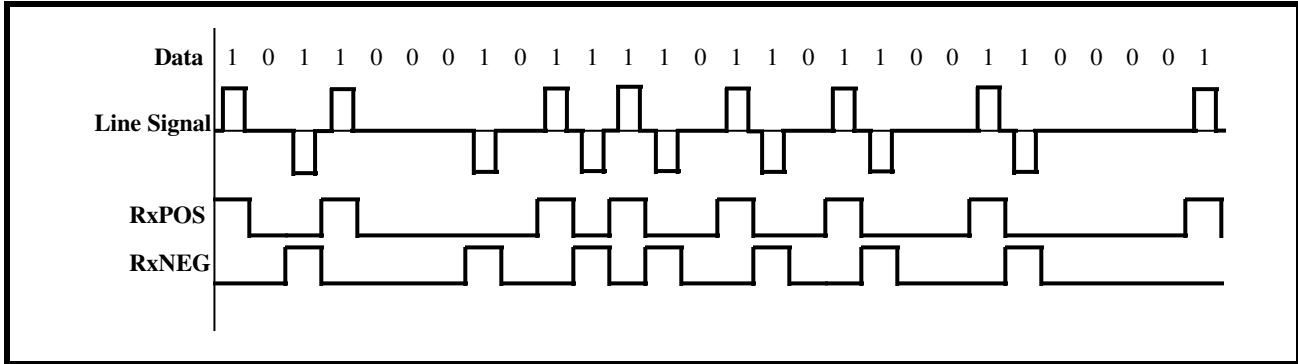 Data 1 0 1 1 0 0 0 1 0 1 1 1 1 0 1 1 0 1 1 0 0 1 1 0 0 0 0 1
Line Signal
RxPOS
RxNEG